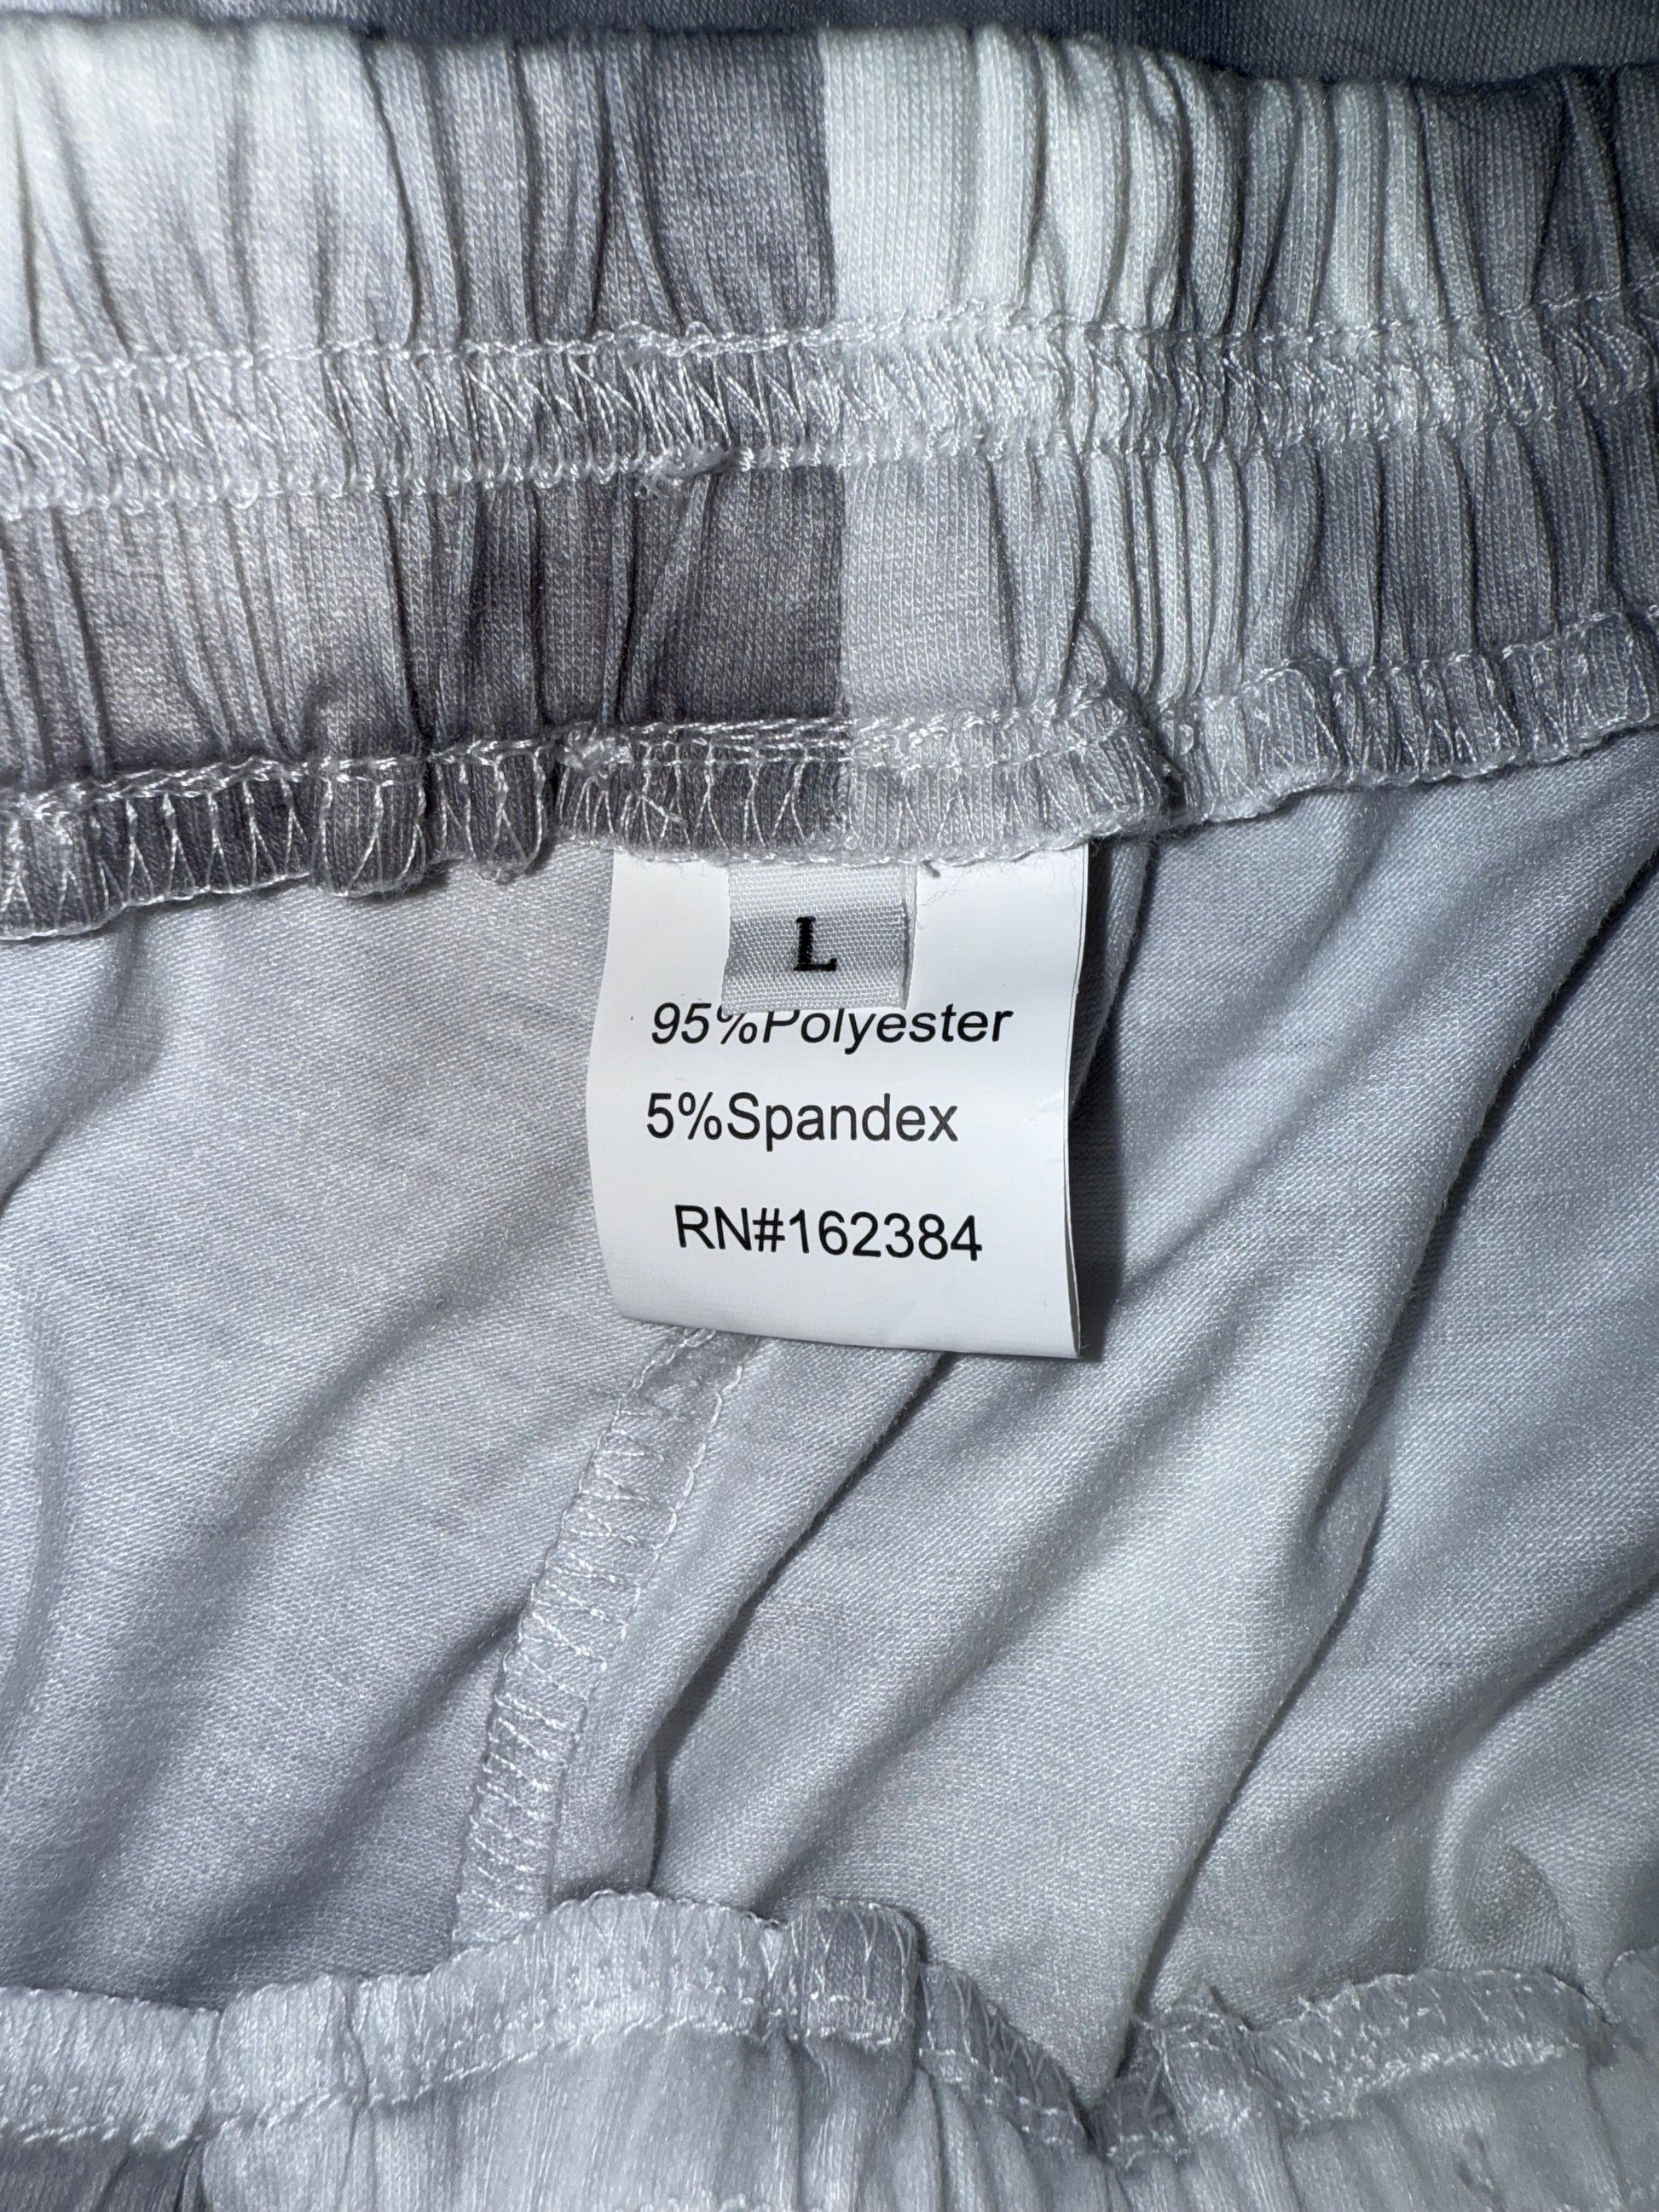 L
95%Polyester
5%Spandex
RN#162384